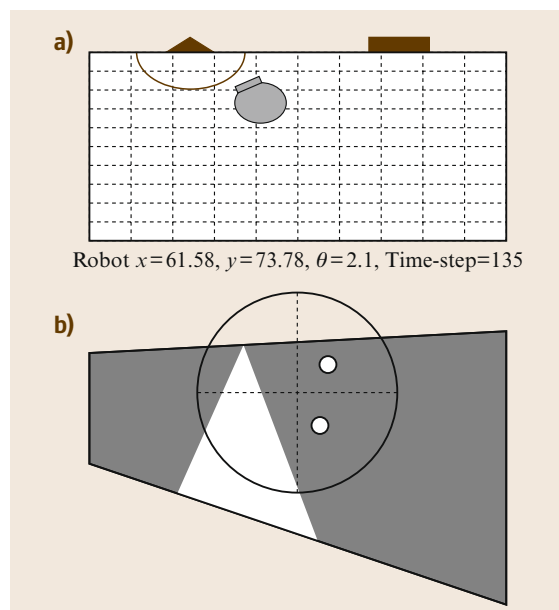 a)
Robot x=61.58, y=73.78, θ=2.1, Time-step=135
b)